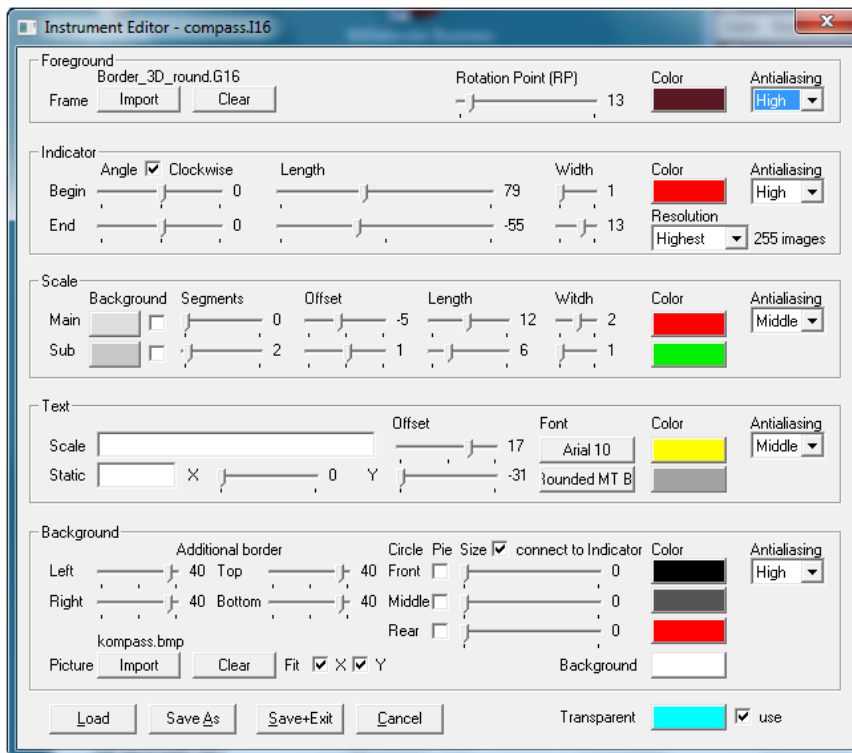 Instrument Editor - compass.I16
Foreground
Border_3D_round.G16
Rotation Point (RP) Color Antialiasing
Frame Import Clear 13 High
Indicator
Angle Clockwise Length Width Color Antialiasing
Begin 0 79 1 High
End 0 -55 13 Resolution
Highest 255 images
Scale
Background Segments Offset Length Witdh Color Antialiasing
Main 0 -5 12 2 Middle
Sub 2 1 6 1
Text
Offset Font Color Antialiasing
Scale 17 Arial 10 Middle
Static X 0 Y -31 Rounded MT B
Background
Additional border Circle Pie Size connect to Indicator Color Antialiasing
Left 40 Top 40 Front 0 High
Right 40 Bottom 40 Middle 0
Rear 0
kompass.bmp
Picture Import Clear Fit X Y Background
Load Save As Save+Exit Cancel Transparent use